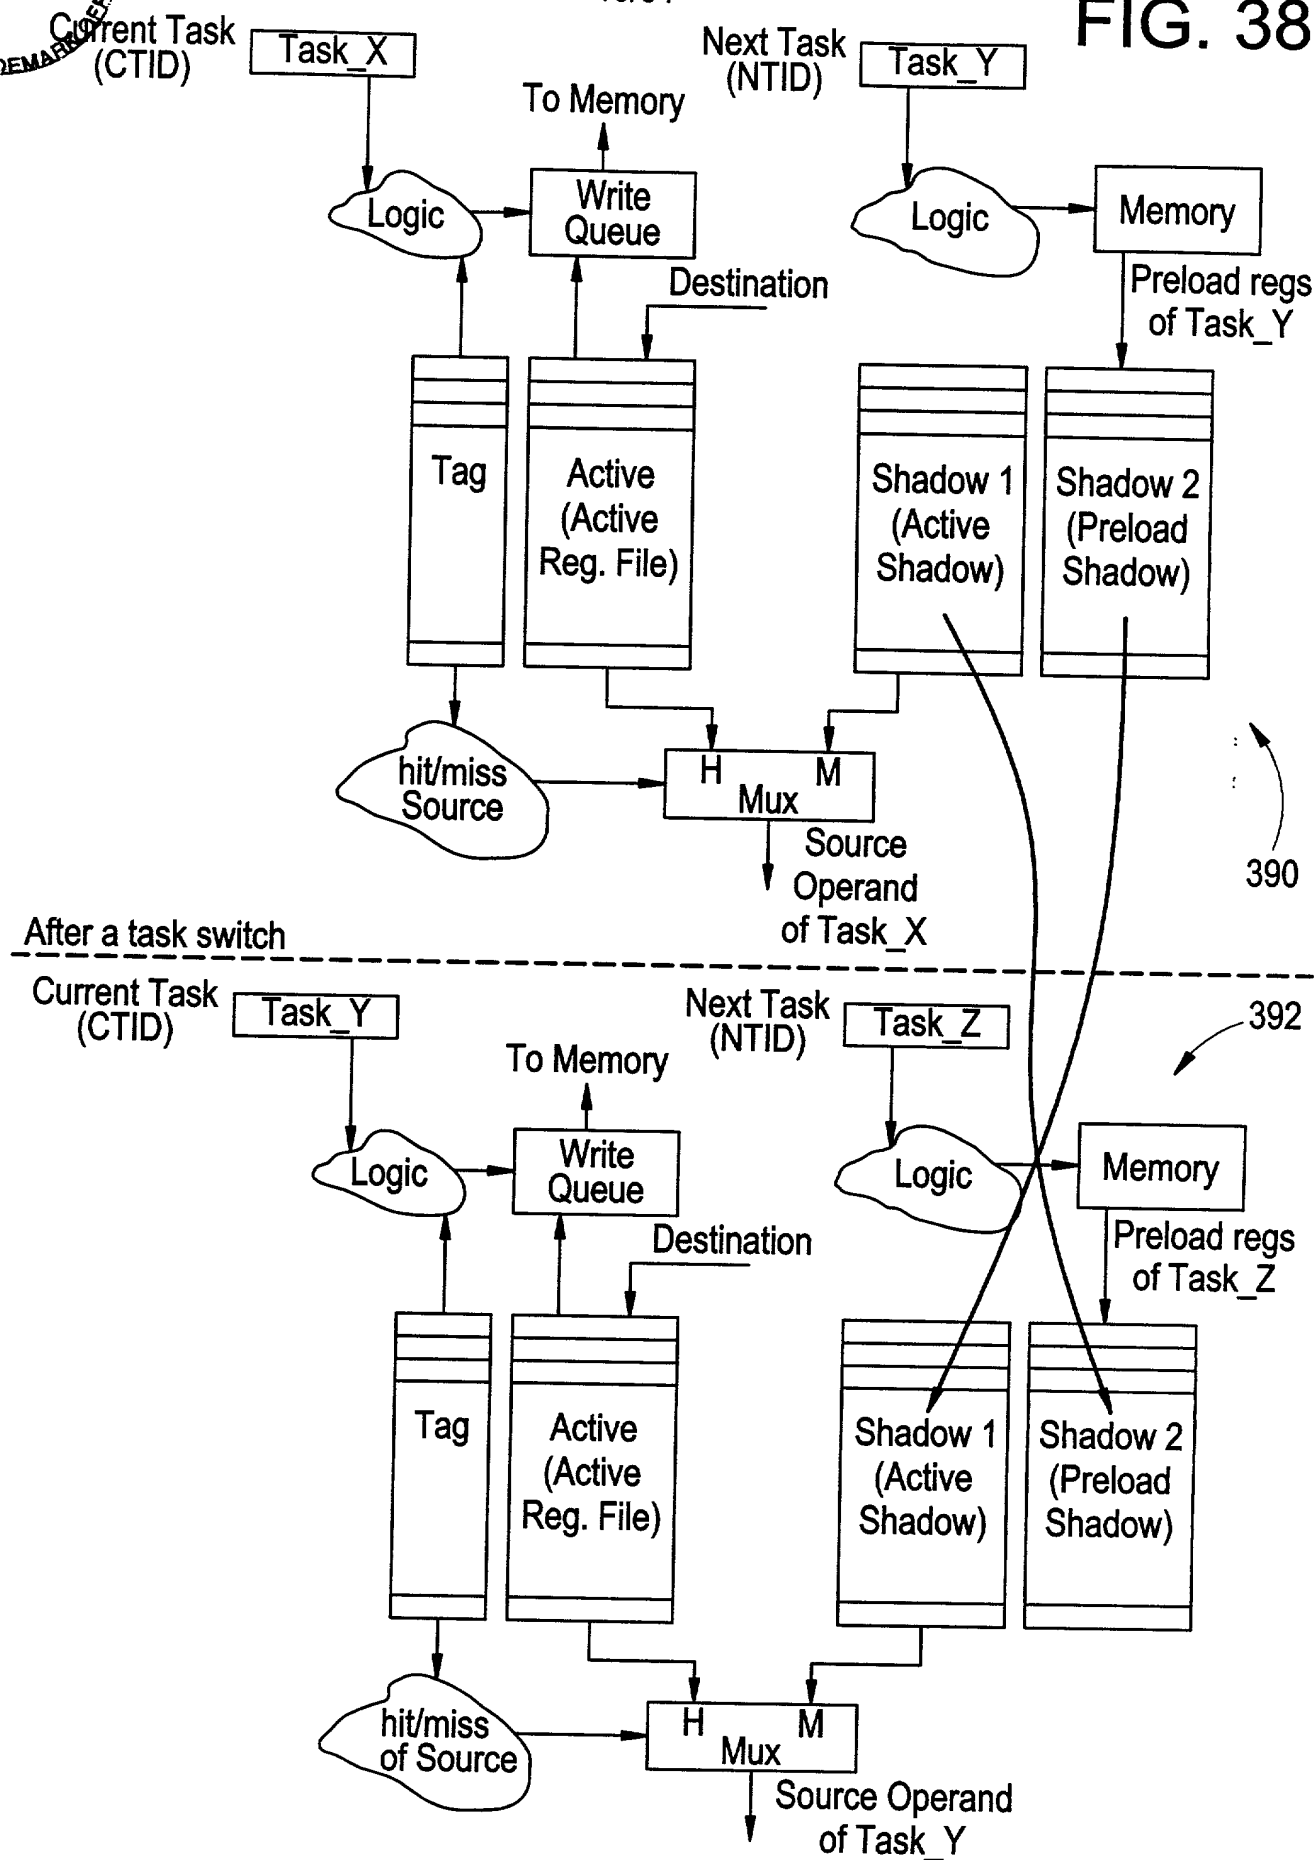 FIG. 38
Current Task
(CTID)
Task_X
Next Task
(NTID)
Task_Y
To Memory
Logic
Write
Queue
Logic
Memory
Destination
Preload regs
of Task_Y
Tag
Active
(Active
Reg. File)
Shadow 1
(Active
Shadow)
Shadow 2
(Preload
Shadow)
hit/miss
Source
H M
Mux
Source
Operand
of Task_X
390
After a task switch
Current Task
(CTID)
Task_Y
Next Task
(NTID)
Task_Z
392
To Memory
Logic
Write
Queue
Logic
Memory
Destination
Preload regs
of Task_Z
Tag
Active
(Active
Reg. File)
Shadow 1
(Active
Shadow)
Shadow 2
(Preload
Shadow)
hit/miss
of Source
H M
Mux
Source Operand
of Task_Y